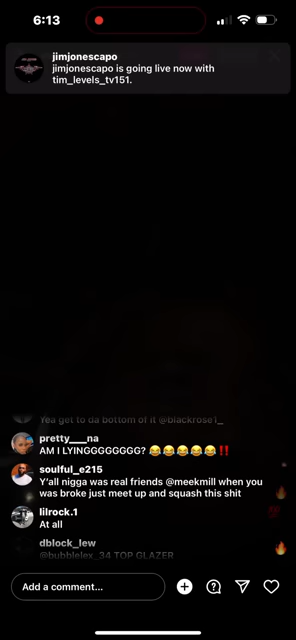 6:13
jimjonescapo
jimjonescapo is going live now with
tim_levels_tv151.
Yea get to da bottom of it @blackrose1_
pretty___na
AM I LYINGGGGGGGG? 😂😂😂😂😂‼️
soulful_e215
Y'all nigga was real friends @meekmill when you
was broke just meet up and squash this shit
lilrock.1
At all
dblock_lew
@bubblelex_34 TOP GLAZER
Add a comment...